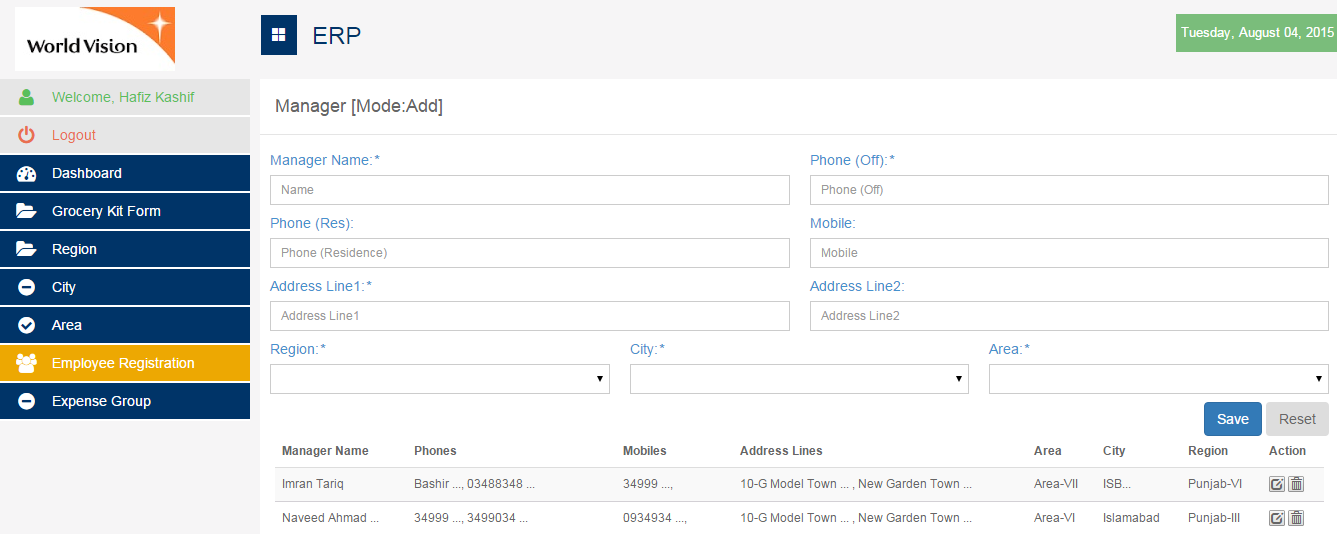 World Vision
ERP
Tuesday, August 04, 2015
Welcome, Hafiz Kashif
Logout
Dashboard
Grocery Kit Form
Region
City
Area
Employee Registration
Expense Group
Manager [Mode:Add]
Manager Name:* Phone (Off):*
Name Phone (Off)
Phone (Res): Mobile:
Phone (Residence) Mobile
Address Line1:* Address Line2:
Address Line1 Address Line2
Region:* City:* Area:*
Save Reset
Manager Name Phones Mobiles Address Lines Area City Region Action
Imran Tariq Bashir ..., 03488348 ... 34999 ..., 10-G Model Town ... , New Garden Town ... Area-VII ISB... Punjab-VI
Naveed Ahmad ... 34999 ..., 3499034 ... 0934934 ..., 10-G Model Town ... , New Garden Town ... Area-VI Islamabad Punjab-III